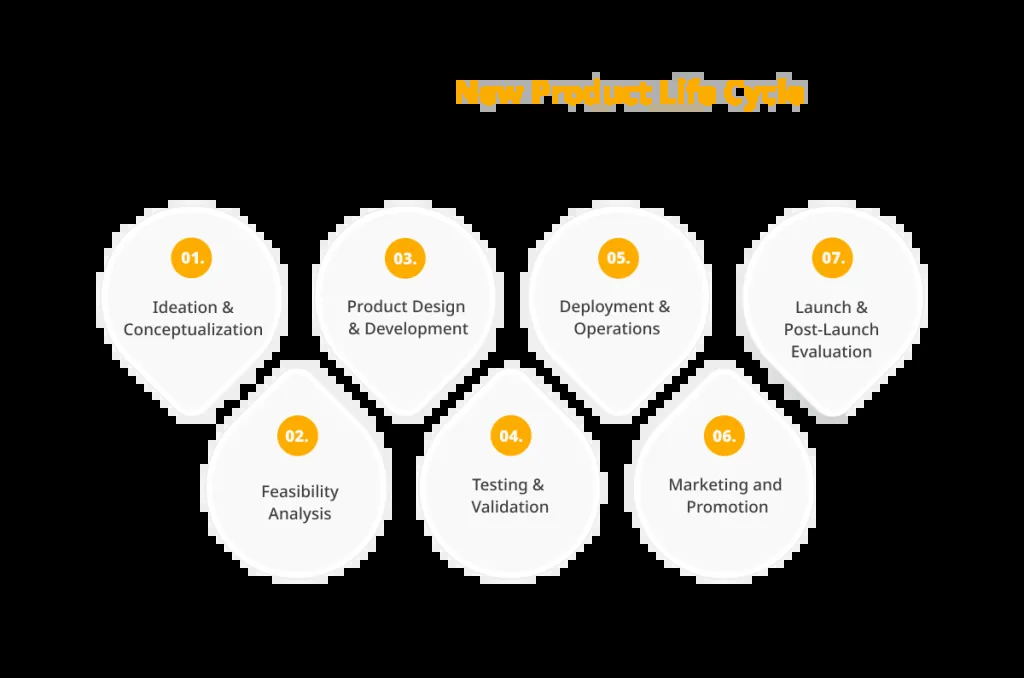 New Product Life Cycle
01.
Ideation &
Conceptualization
02.
Feasibility
Analysis
03.
Product Design
& Development
04.
Testing &
Validation
05.
Deployment &
Operations
06.
Marketing and
Promotion
07.
Launch &
Post-Launch
Evaluation